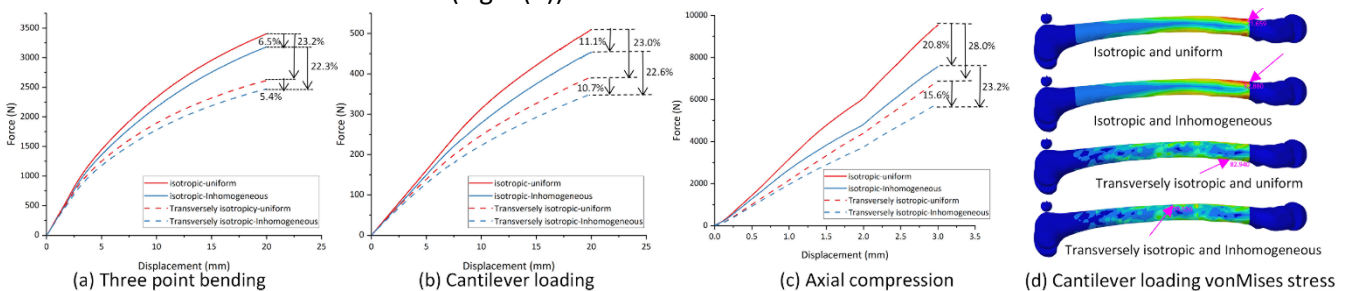 3500
3000
2500
2000
1500
1000
500
0
Force (N)
6.5%
23.2%
22.3%
5.4%
isotropic-uniform
isotropic-Inhomogeneous
Transversely isotropicy-uniform
Transversely isotropic-Inhomogeneous
0 5 10 15 20 25
Displacement (mm)
(a) Three point bending
500
400
300
200
100
0
Force (N)
11.1%
23.0%
22.6%
10.7%
isotropic-uniform
isotropic-Inhomogeneous
Transversely isotropicy-uniform
Transversely isotropic-Inhomogeneous
0 5 10 15 20 25
Displacement (mm)
(b) Cantilever loading
10000
8000
6000
4000
2000
0
Force (N)
20.8%
28.0%
15.6%
23.2%
isotropic-uniform
isotropic-Inhomogeneous
Transversely isotropicy-uniform
Transversely isotropic-Inhomogeneous
0.0 0.5 1.0 1.5 2.0 2.5 3.0 3.5
Displacement (mm)
(c) Axial compression
Isotropic and uniform
Isotropic and Inhomogeneous
Transversely isotropic and uniform
Transversely isotropic and Inhomogeneous
(d) Cantilever loading vonMises stress